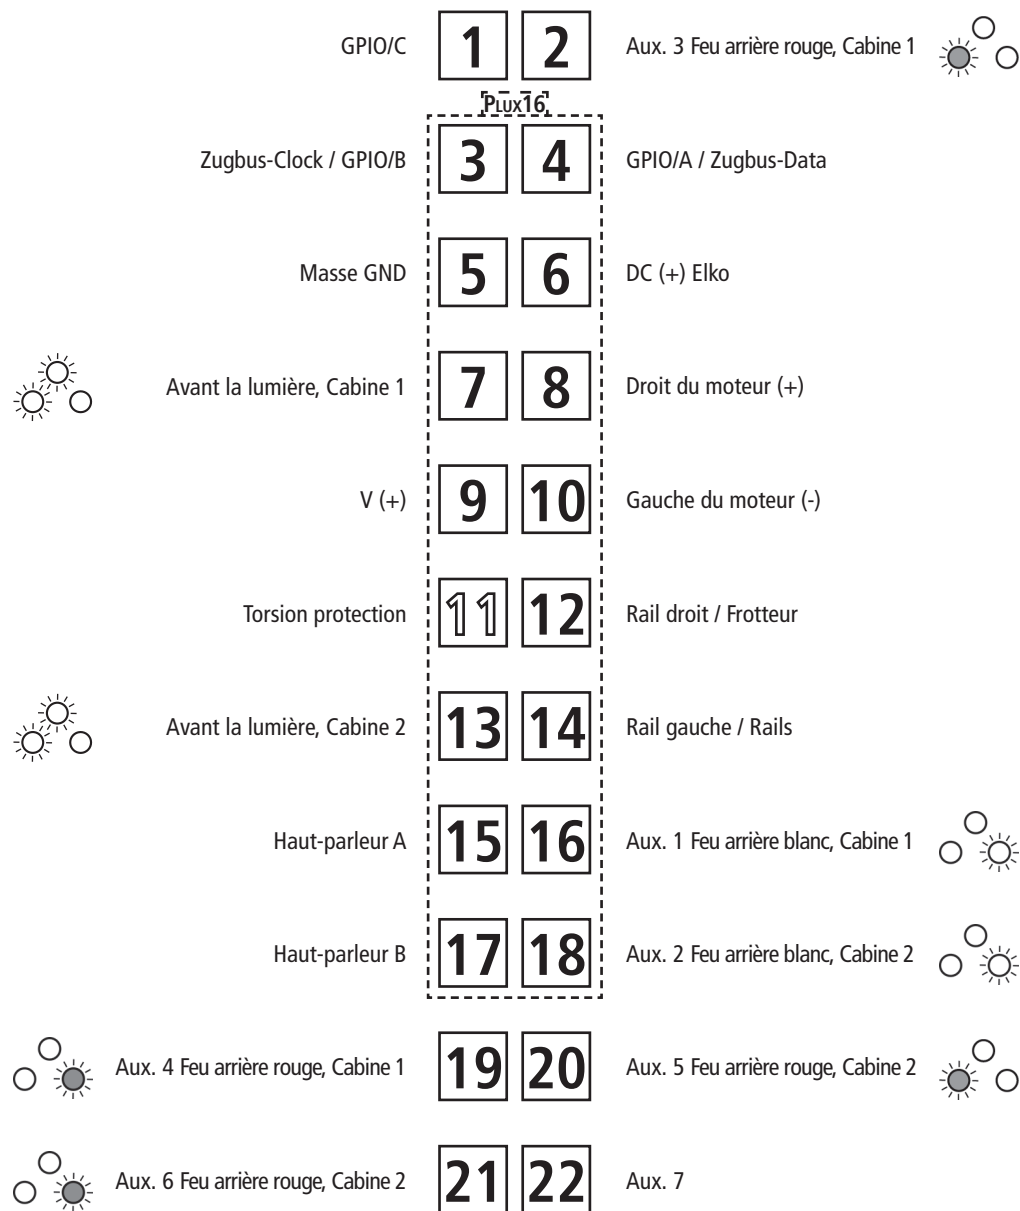 GPIO/C 1 2 Aux. 3 Feu arrière rouge, Cabine 1
PLUX16
Zugbus-Clock / GPIO/B 3 4 GPIO/A / Zugbus-Data
Masse GND 5 6 DC (+) Elko
Avant la lumière, Cabine 1 7 8 Droit du moteur (+)
V (+) 9 10 Gauche du moteur (-)
Torsion protection 11 12 Rail droit / Frotteur
Avant la lumière, Cabine 2 13 14 Rail gauche / Rails
Haut-parleur A 15 16 Aux. 1 Feu arrière blanc, Cabine 1
Haut-parleur B 17 18 Aux. 2 Feu arrière blanc, Cabine 2
Aux. 4 Feu arrière rouge, Cabine 1 19 20 Aux. 5 Feu arrière rouge, Cabine 2
Aux. 6 Feu arrière rouge, Cabine 2 21 22 Aux. 7